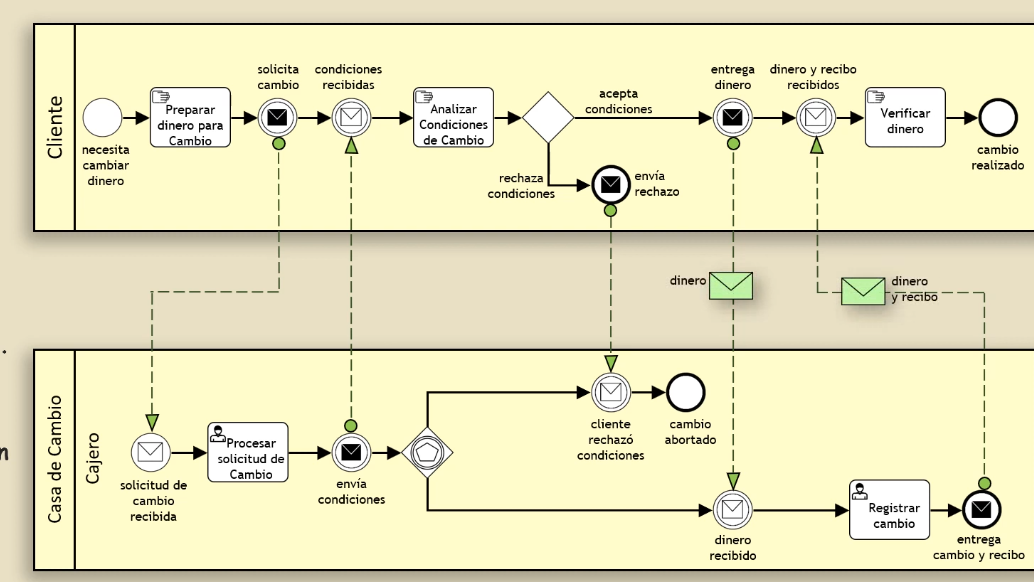 Cliente
necesita
cambiar
dinero
Preparar
dinero para
Cambio
solicita
cambio
condiciones
recibidas
Analizar
Condiciones
de Cambio
acepta
condiciones
rechaza
condiciones
envía
rechazo
entrega
dinero
dinero y recibo
recibidos
Verificar
dinero
cambio
realizado
dinero
dinero
y recibo
Casa de Cambio
Cajero
solicitud de
cambio
recibida
Procesar
solicitud de
Cambio
envía
condiciones
cliente
rechazó
condiciones
cambio
abortado
dinero
recibido
Registrar
cambio
entrega
cambio y recibo